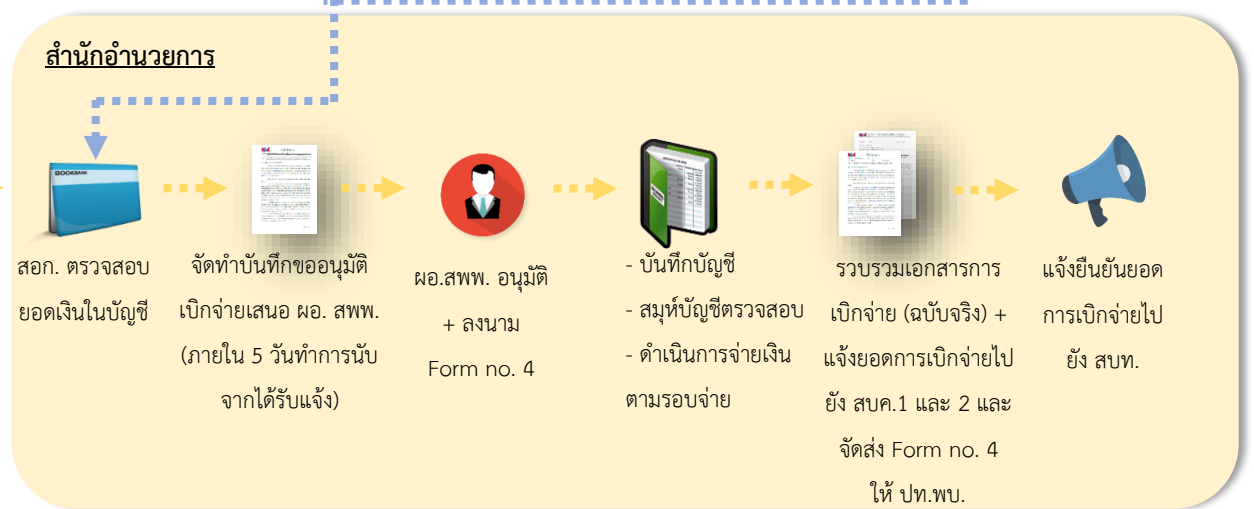 สำนักอำนวยการ
BOOKBANK
สอก. ตรวจสอบ
ยอดเงินในบัญชี
จัดทำบันทึกขออนุมัติ
เบิกจ่ายเสนอ ผอ. สพพ.
(ภายใน 5 วันทำการนับ
จากได้รับแจ้ง)
ผอ.สพพ. อนุมัติ
+ ลงนาม
Form no. 4
- บันทึกบัญชี
- สมุห์บัญชีตรวจสอบ
- ดำเนินการจ่ายเงิน
ตามรอบจ่าย
รวบรวมเอกสารการ
เบิกจ่าย (ฉบับจริง) +
แจ้งยอดการเบิกจ่ายไป
ยัง สบค.1 และ 2 และ
จัดส่ง Form no. 4
ให้ ปท.พบ.
แจ้งยืนยันยอด
การเบิกจ่ายไป
ยัง สบท.